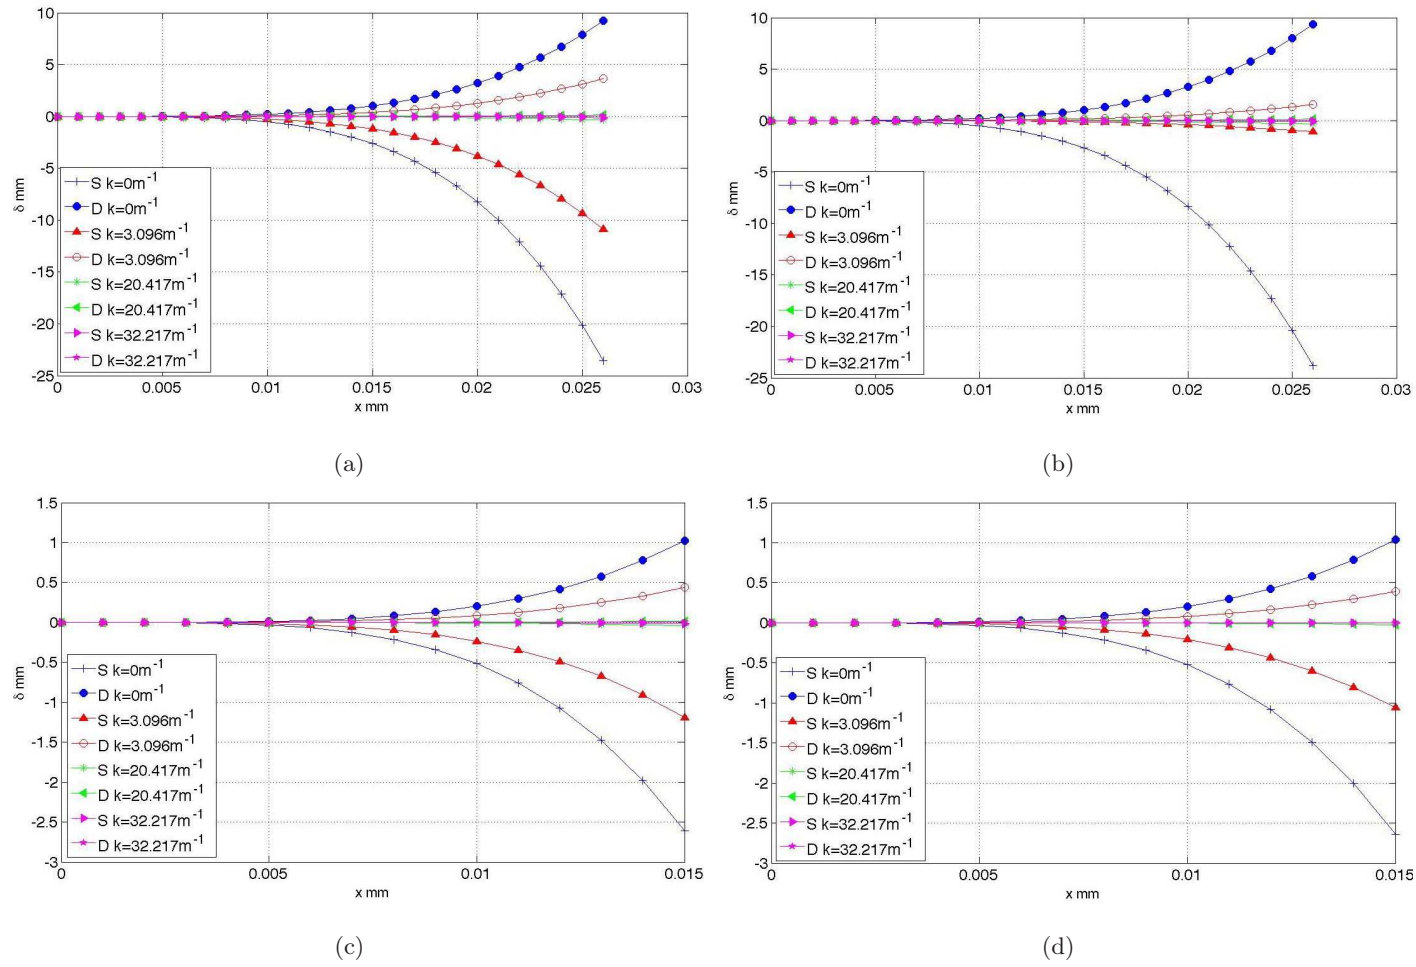 10
5
0
-5
-10
-15
-20
-25
δ mm
S k=0m⁻¹
D k=0m⁻¹
S k=3.096m⁻¹
D k=3.096m⁻¹
S k=20.417m⁻¹
D k=20.417m⁻¹
S k=32.217m⁻¹
D k=32.217m⁻¹
0 0.005 0.01 0.015 0.02 0.025 0.03
x mm
(a)
10
5
0
-5
-10
-15
-20
-25
δ mm
S k=0m⁻¹
D k=0m⁻¹
S k=3.096m⁻¹
D k=3.096m⁻¹
S k=20.417m⁻¹
D k=20.417m⁻¹
S k=32.217m⁻¹
D k=32.217m⁻¹
0 0.005 0.01 0.015 0.02 0.025 0.03
x mm
(b)
1.5
1
0.5
0
-0.5
-1
-1.5
-2
-2.5
-3
δ mm
S k=0m⁻¹
D k=0m⁻¹
S k=3.096m⁻¹
D k=3.096m⁻¹
S k=20.417m⁻¹
D k=20.417m⁻¹
S k=32.217m⁻¹
D k=32.217m⁻¹
0 0.005 0.01 0.015
x mm
(c)
1.5
1
0.5
0
-0.5
-1
-1.5
-2
-2.5
-3
δ mm
S k=0m⁻¹
D k=0m⁻¹
S k=3.096m⁻¹
D k=3.096m⁻¹
S k=20.417m⁻¹
D k=20.417m⁻¹
S k=32.217m⁻¹
D k=32.217m⁻¹
0 0.005 0.01 0.015
x mm
(d)